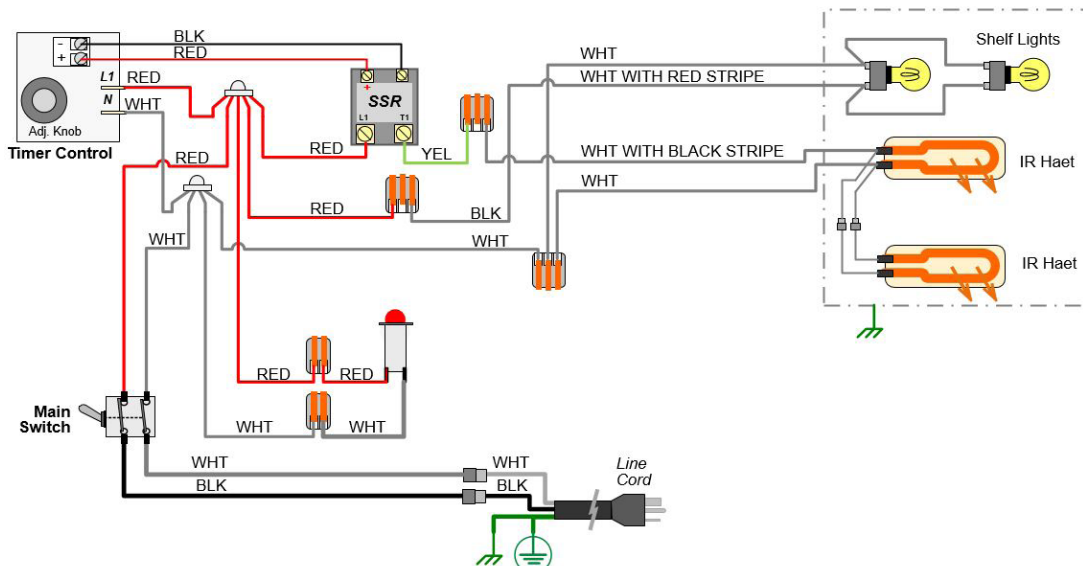 BLK
RED
-
+
L1
RED
N
WHT
Adj. Knob
Timer Control
RED
+
SSR
L1
T1
RED
YEL
WHT
WHT WITH RED STRIPE
WHT WITH BLACK STRIPE
WHT
Shelf Lights
IR Haet
IR Haet
RED
BLK
WHT
WHT
RED
RED
WHT
WHT
Main
Switch
WHT
BLK
WHT
BLK
Line
Cord